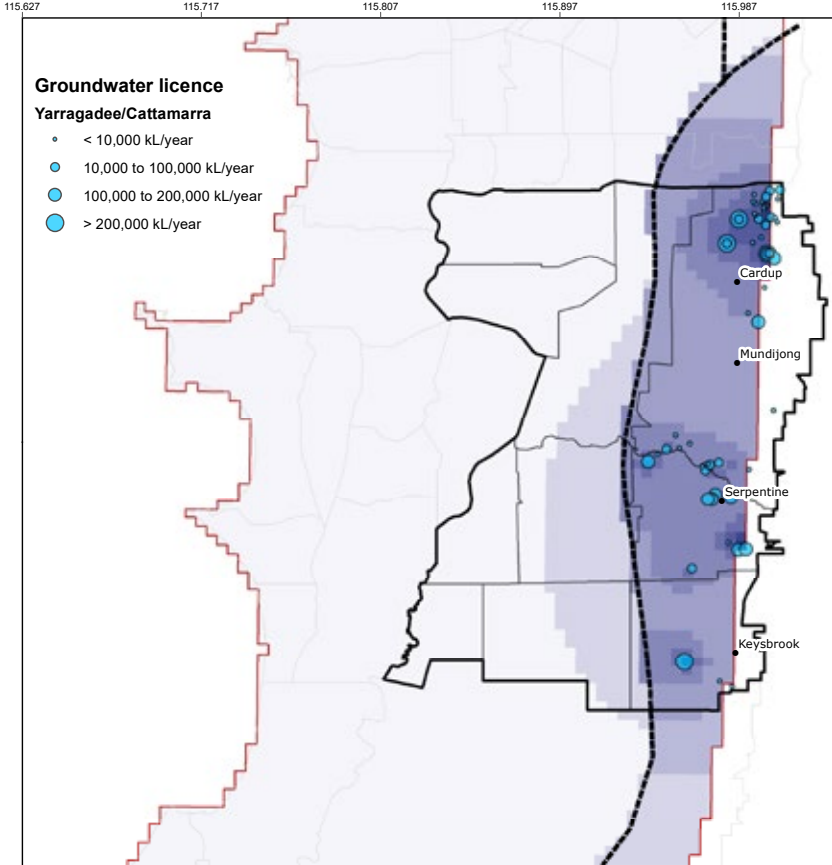 115.627 115.717 115.807 115.897 115.987
Groundwater licence
Yarragadee/Cattamarra
< 10,000 kL/year
10,000 to 100,000 kL/year
100,000 to 200,000 kL/year
> 200,000 kL/year
Cardup
Mundijong
Serpentine
Keysbrook